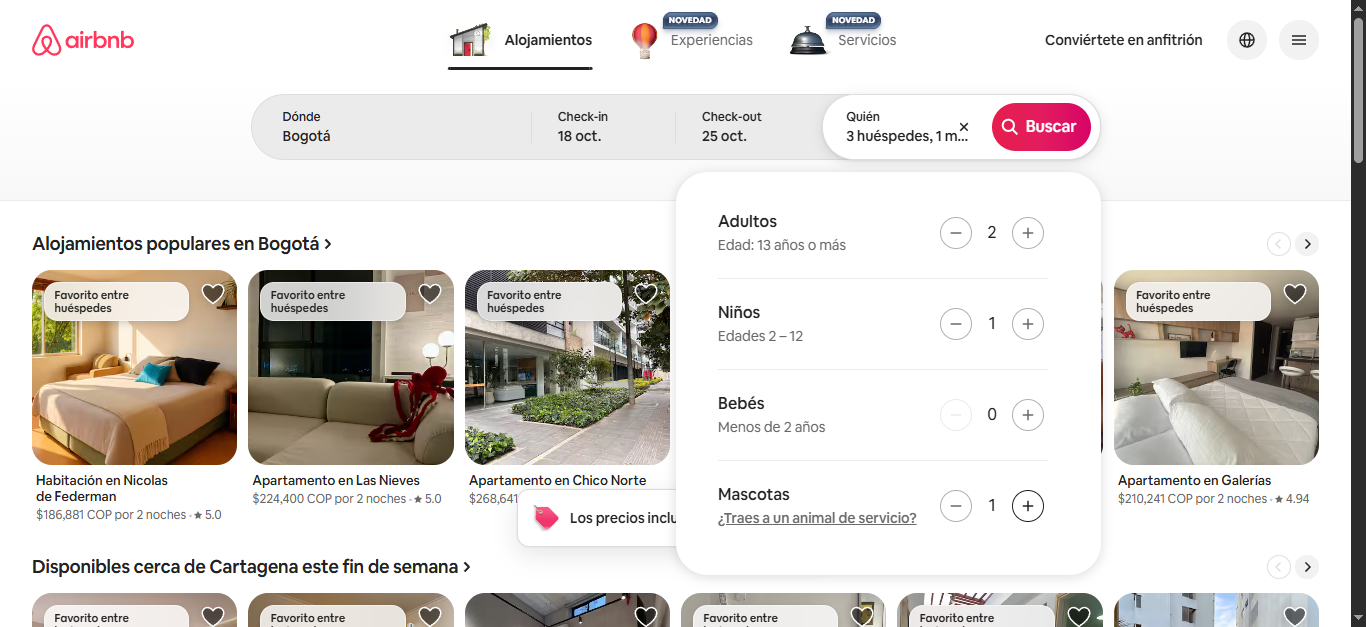 airbnb
Alojamientos
NOVEDAD
Experiencias
NOVEDAD
Servicios
Conviértete en anfitrión
Dónde
Bogotá
Check-in
18 oct.
Check-out
25 oct.
Quién
3 huéspedes, 1 m...
Buscar
Adultos
Edad: 13 años o más
2
Niños
Edades 2 – 12
1
Bebés
Menos de 2 años
0
Mascotas
¿Traes a un animal de servicio?
1
Alojamientos populares en Bogotá
Favorito entre
huéspedes
Favorito entre
huéspedes
Favorito entre
huéspedes
Favorito entre
huéspedes
Habitación en Nicolas
de Federman
$186,881 COP por 2 noches · ★ 5.0
Apartamento en Las Nieves
$224,400 COP por 2 noches · ★ 5.0
Apartamento en Chico Norte
$268,641
Apartamento en Galerías
$210,241 COP por 2 noches · ★ 4.94
Los precios inclu
Disponibles cerca de Cartagena este fin de semana
Favorito entre
Favorito entre
Favorito entre
Favorito entre